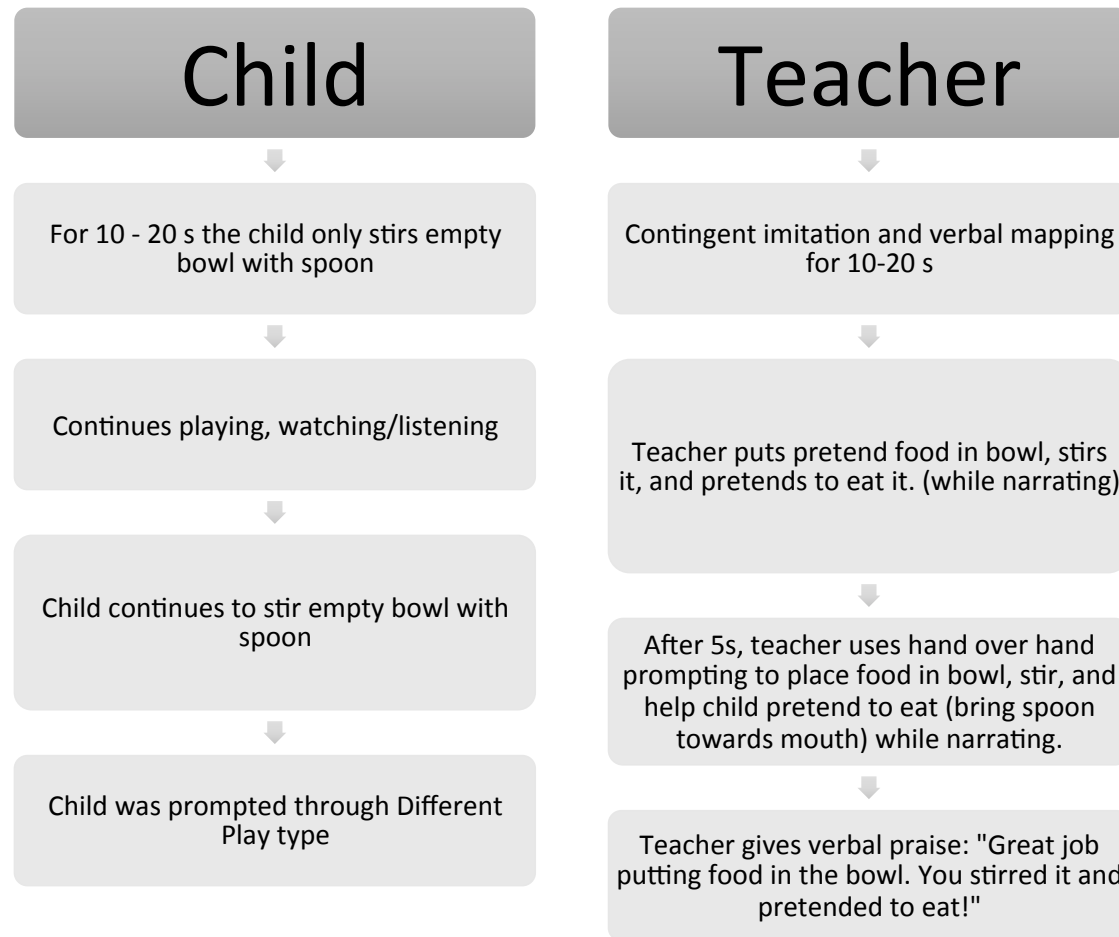 Child
For 10 - 20 s the child only stirs empty
bowl with spoon
Continues playing, watching/listening
Child continues to stir empty bowl with
spoon
Child was prompted through Different
Play type
Teacher
Contingent imitation and verbal mapping
for 10-20 s
Teacher puts pretend food in bowl, stirs
it, and pretends to eat it. (while narrating)
After 5s, teacher uses hand over hand
prompting to place food in bowl, stir, and
help child pretend to eat (bring spoon
towards mouth) while narrating.
Teacher gives verbal praise: "Great job
putting food in the bowl. You stirred it and
pretended to eat!"